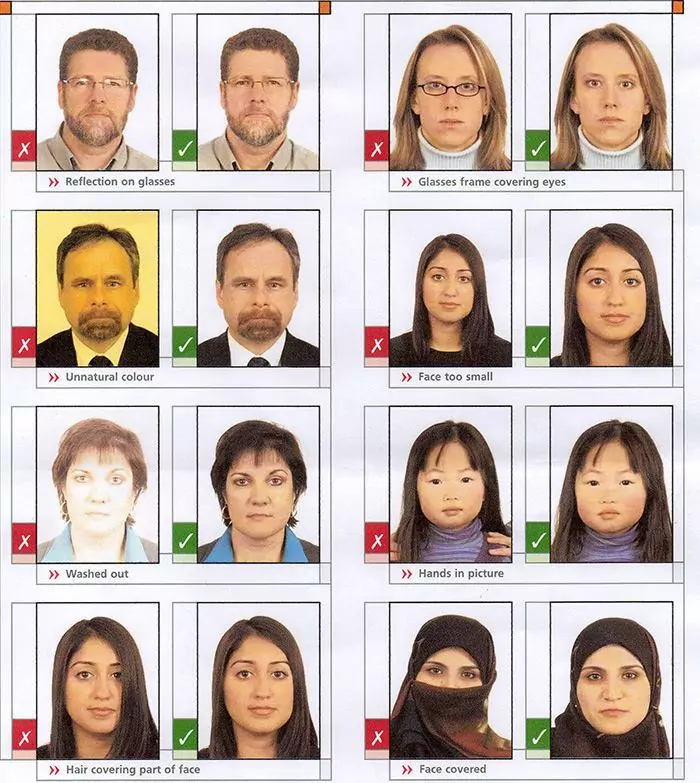 Reflection on glasses
Glasses frame covering eyes
Unnatural colour
Face too small
Washed out
Hands in picture
Hair covering part of face
Face covered